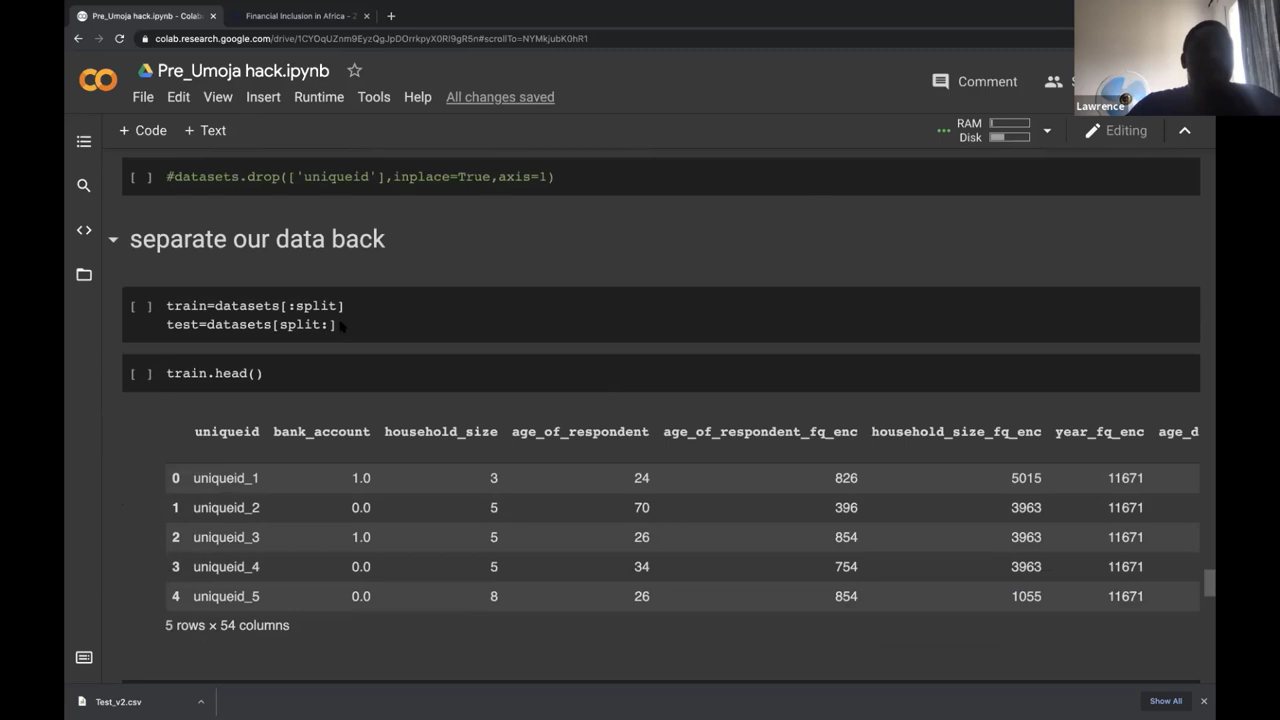 Pre_Umoja hack.ipynb - Colab
Financial Inclusion in Africa - Z
colab.research.google.com/drive/1CYOqUZnm9EyzQgJpDOrrkpyX0Rl9gR5n#scrollTo=NYMkjubK0hR1
Pre_Umoja hack.ipynb
Comment
File Edit View Insert Runtime Tools Help All changes saved
Lawrence
+ Code + Text
RAM
Disk
Editing
[ ] #datasets.drop(['uniqueid'],inplace=True,axis=1)
separate our data back
[ ] train=datasets[:split]
test=datasets[split:]
[ ] train.head()
uniqueid bank_account household_size age_of_respondent age_of_respondent_fq_enc household_size_fq_enc year_fq_enc age_d
0 uniqueid_1 1.0 3 24 826 5015 11671
1 uniqueid_2 0.0 5 70 396 3963 11671
2 uniqueid_3 1.0 5 26 854 3963 11671
3 uniqueid_4 0.0 5 34 754 3963 11671
4 uniqueid_5 0.0 8 26 854 1055 11671
5 rows × 54 columns
Test_v2.csv
Show All